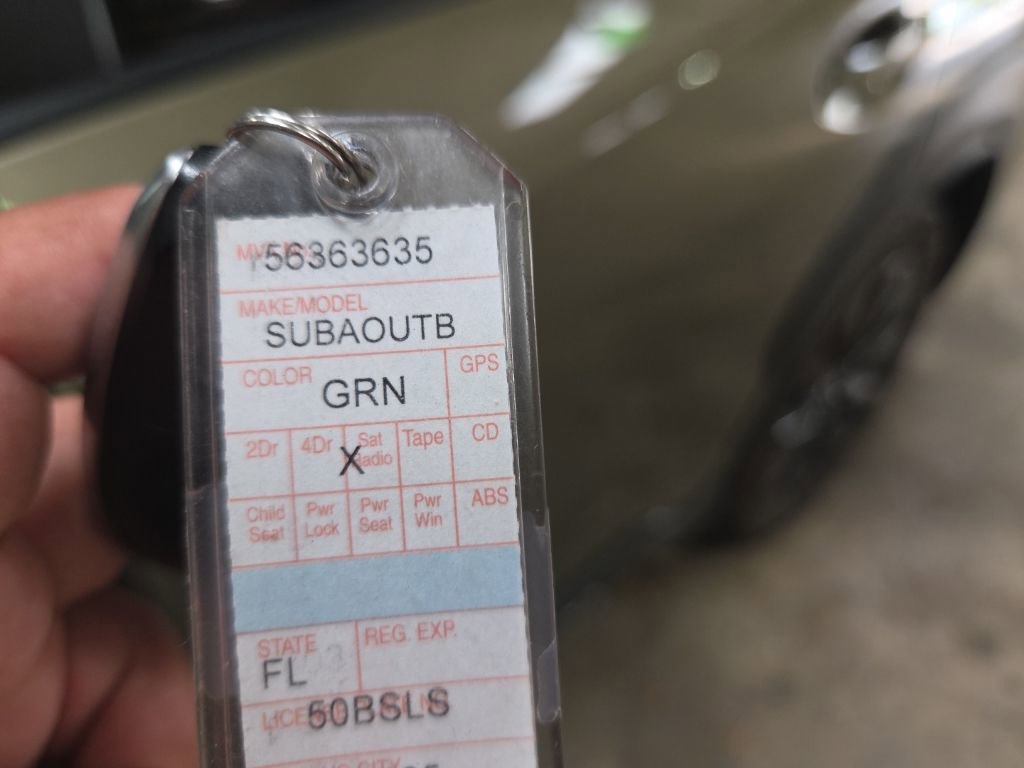 56363635
MAKE/MODEL
SUBAOUTB
COLOR GRN GPS
2Dr 4Dr X Sat Radio Tape CD
Child Seat Pwr Lock Pwr Seat Pwr Win ABS
STATE REG. EXP.
FL
50BSLS